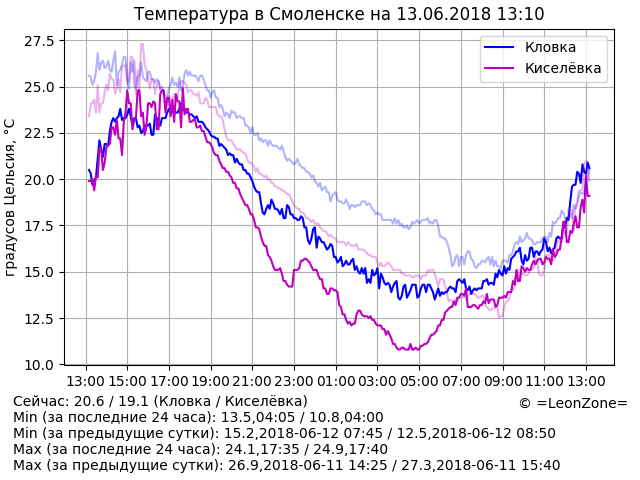 Температура в Смоленске на 13.06.2018 13:10
Кловка
Киселёвка
градусов Цельсия, °C
27.5
25.0
22.5
20.0
17.5
15.0
12.5
10.0
13:00 15:00 17:00 19:00 21:00 23:00 01:00 03:00 05:00 07:00 09:00 11:00 13:00
Сейчас: 20.6 / 19.1 (Кловка / Киселёвка)
© =LeonZone=
Min (за последние 24 часа): 13.5,04:05 / 10.8,04:00
Min (за предыдущие сутки): 15.2,2018-06-12 07:45 / 12.5,2018-06-12 08:50
Max (за последние 24 часа): 24.1,17:35 / 24.9,17:40
Max (за предыдущие сутки): 26.9,2018-06-11 14:25 / 27.3,2018-06-11 15:40